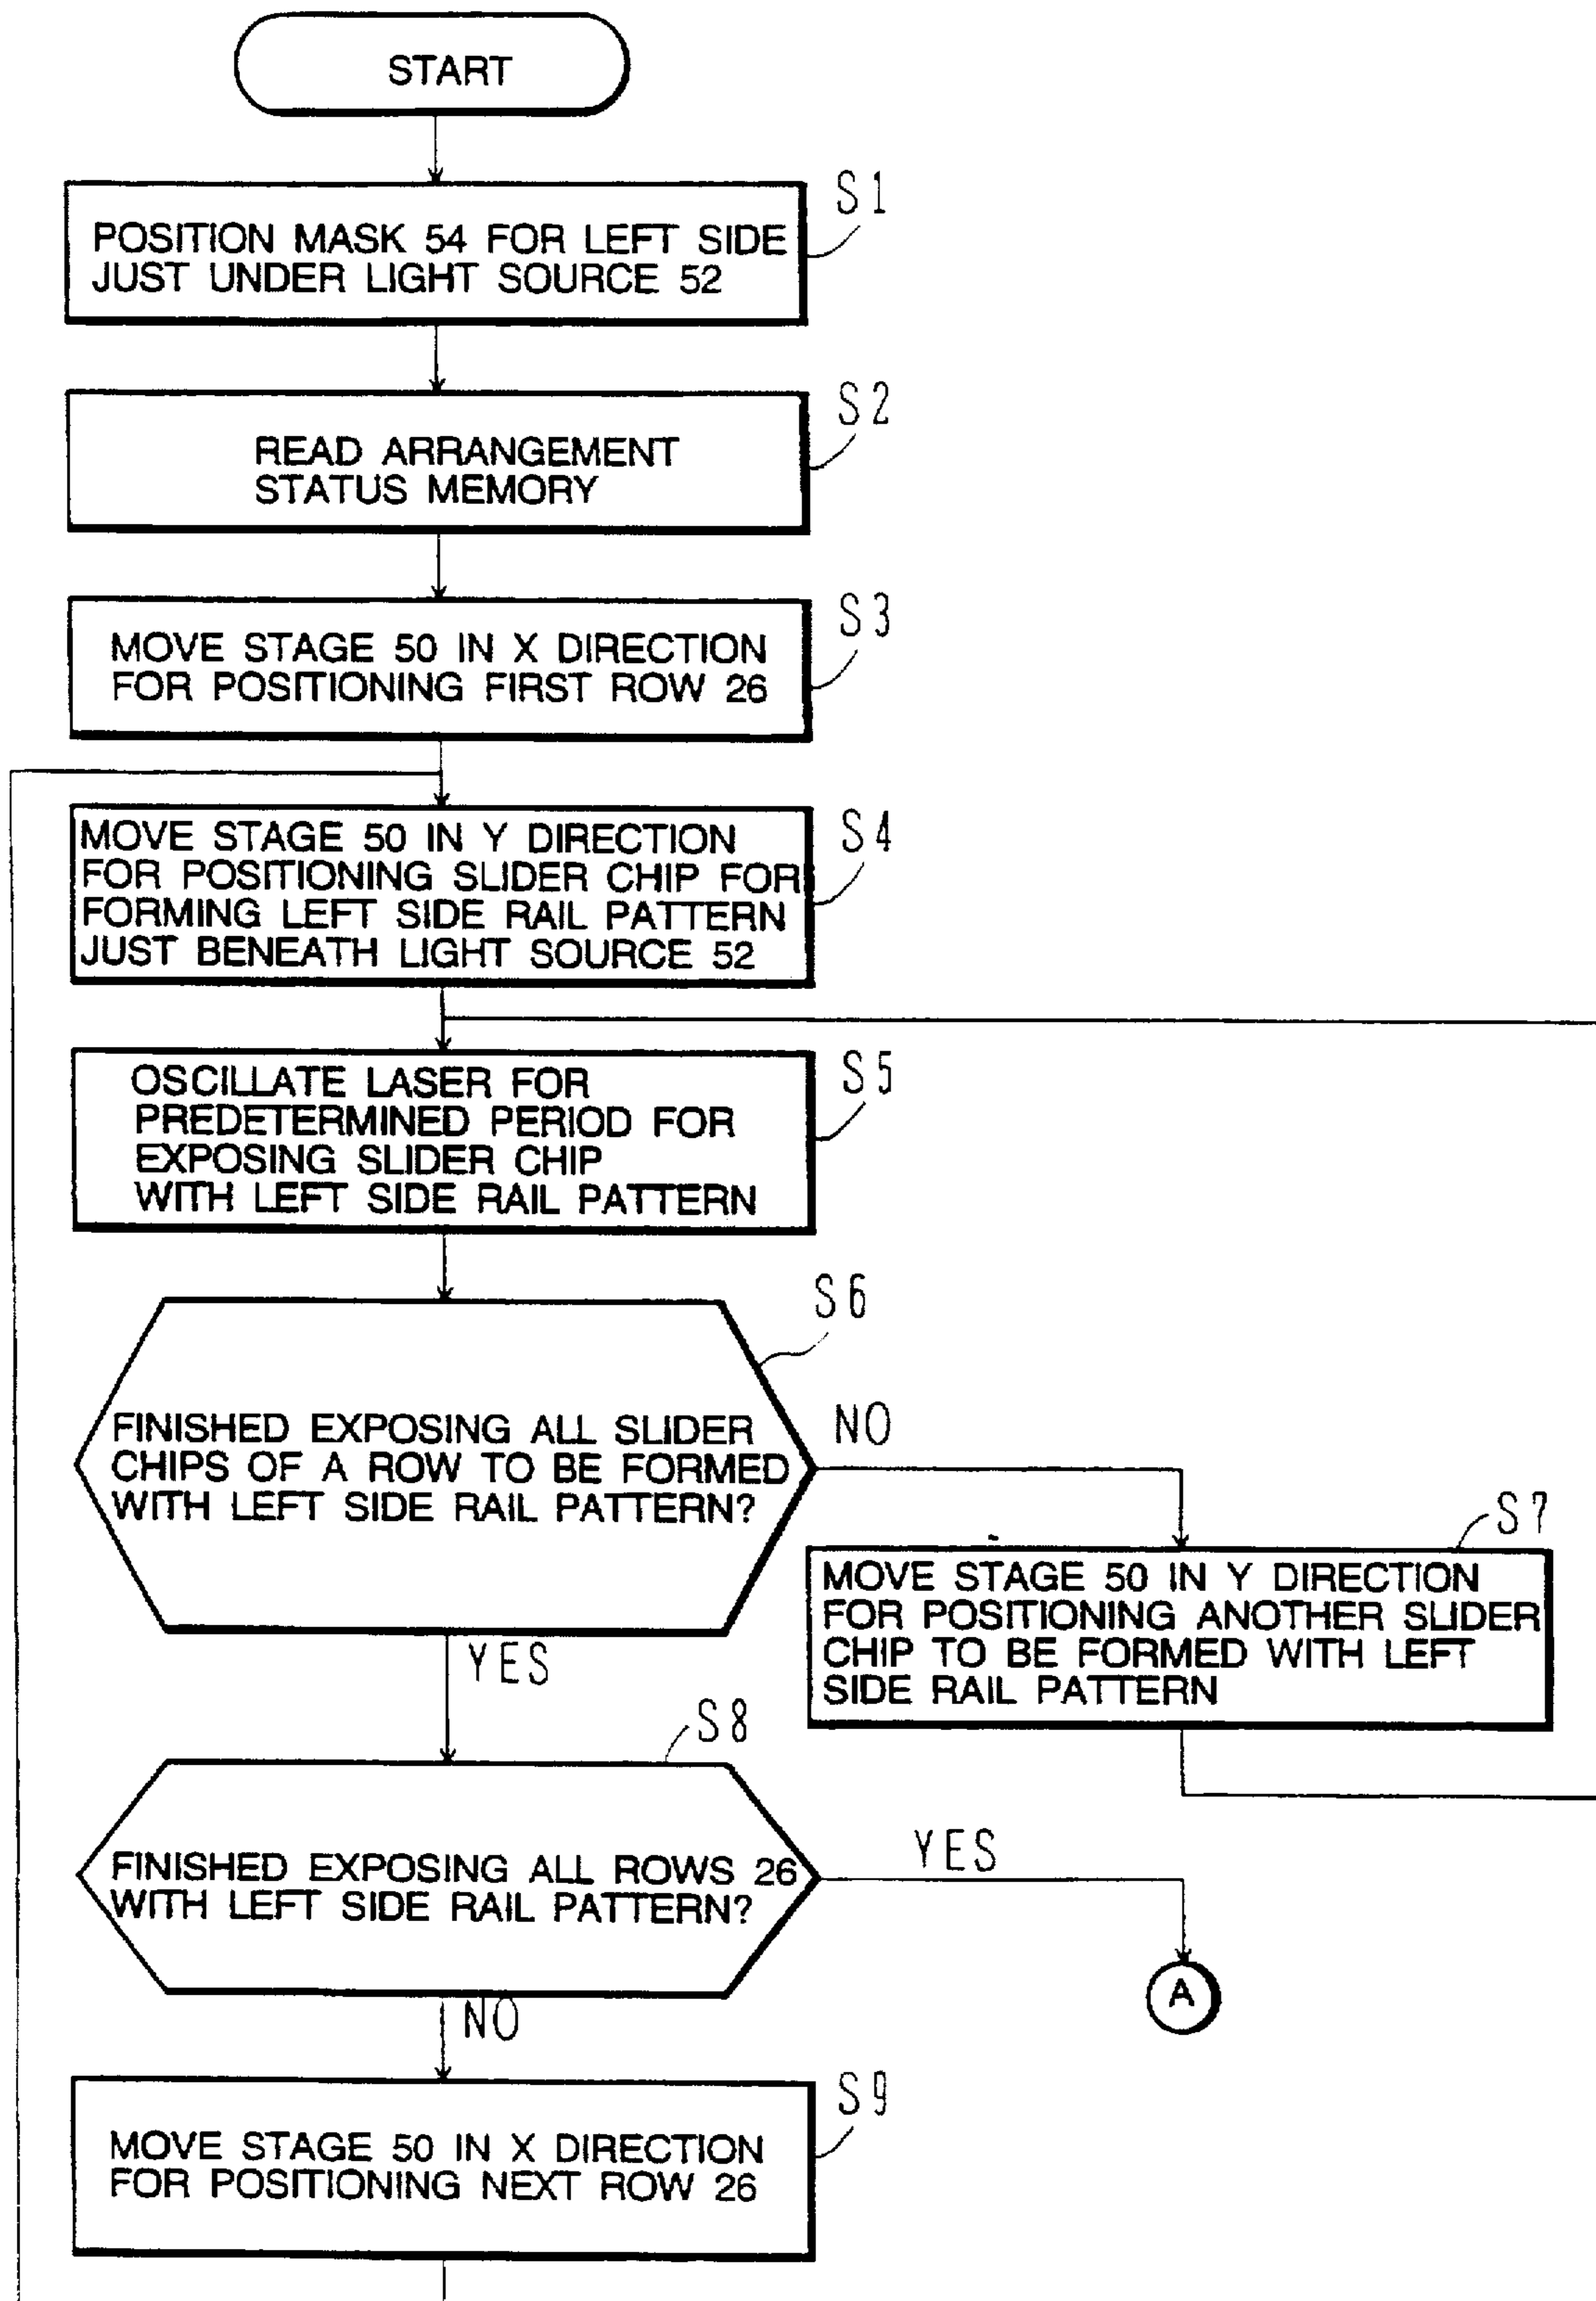 START
S1
POSITION MASK 54 FOR LEFT SIDE
JUST UNDER LIGHT SOURCE 52
S2
READ ARRANGEMENT
STATUS MEMORY
S3
MOVE STAGE 50 IN X DIRECTION
FOR POSITIONING FIRST ROW 26
S4
MOVE STAGE 50 IN Y DIRECTION
FOR POSITIONING SLIDER CHIP FOR
FORMING LEFT SIDE RAIL PATTERN
JUST BENEATH LIGHT SOURCE 52
S5
OSCILLATE LASER FOR
PREDETERMINED PERIOD FOR
EXPOSING SLIDER CHIP
WITH LEFT SIDE RAIL PATTERN
S6
FINISHED EXPOSING ALL SLIDER
CHIPS OF A ROW TO BE FORMED
WITH LEFT SIDE RAIL PATTERN?
NO
S7
MOVE STAGE 50 IN Y DIRECTION
FOR POSITIONING ANOTHER SLIDER
CHIP TO BE FORMED WITH LEFT
SIDE RAIL PATTERN
YES
S8
FINISHED EXPOSING ALL ROWS 26
WITH LEFT SIDE RAIL PATTERN?
YES
A
NO
S9
MOVE STAGE 50 IN X DIRECTION
FOR POSITIONING NEXT ROW 26